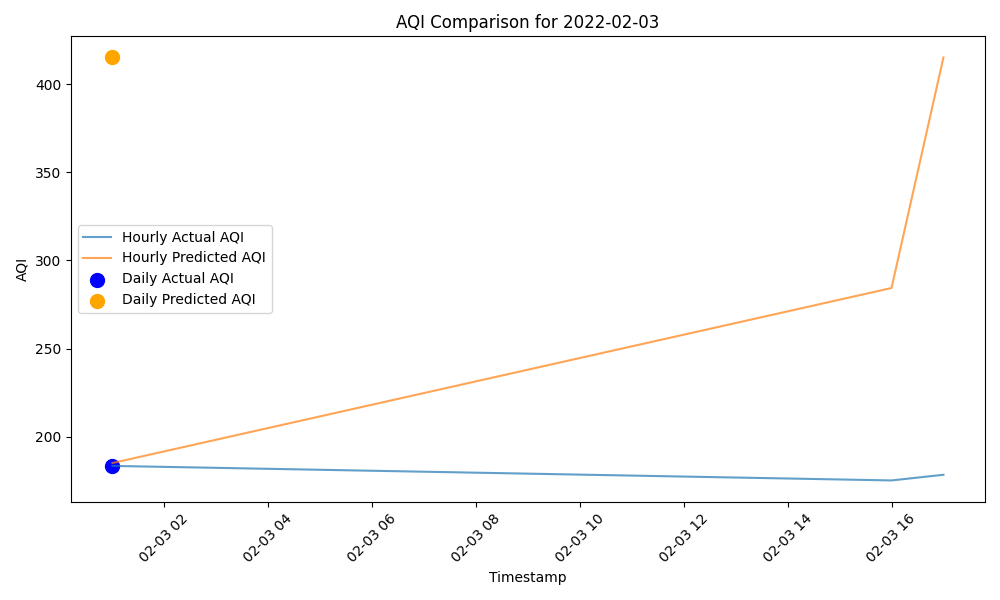 AQI Comparison for 2022-02-03
AQI
400
350
300
250
200
Hourly Actual AQI
Hourly Predicted AQI
Daily Actual AQI
Daily Predicted AQI
02-03 02
02-03 04
02-03 06
02-03 08
02-03 10
02-03 12
02-03 14
02-03 16
Timestamp